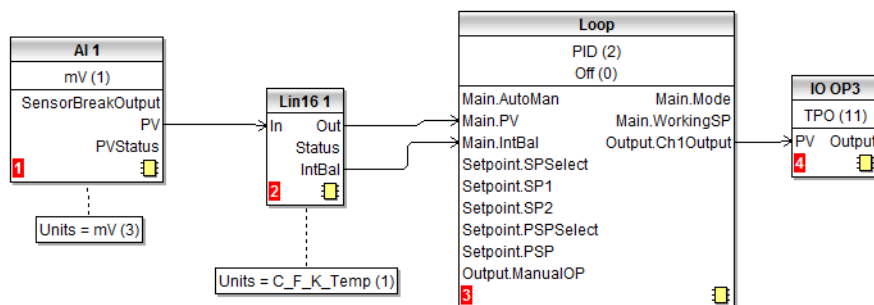 AI 1
mV (1)
SensorBreakOutput
PV
PVStatus
1
Units = mV (3)
Lin16 1
In Out
Status
IntBal
2
Units = C_F_K_Temp (1)
Loop
PID (2)
Off (0)
Main.AutoMan Main.Mode
Main.PV Main.WorkingSP
Main.IntBal Output.Ch1Output
Setpoint.SPSelect
Setpoint.SP1
Setpoint.SP2
Setpoint.PSPSelect
Setpoint.PSP
Output.ManualOP
3
IO OP3
TPO (11)
PV Output
4